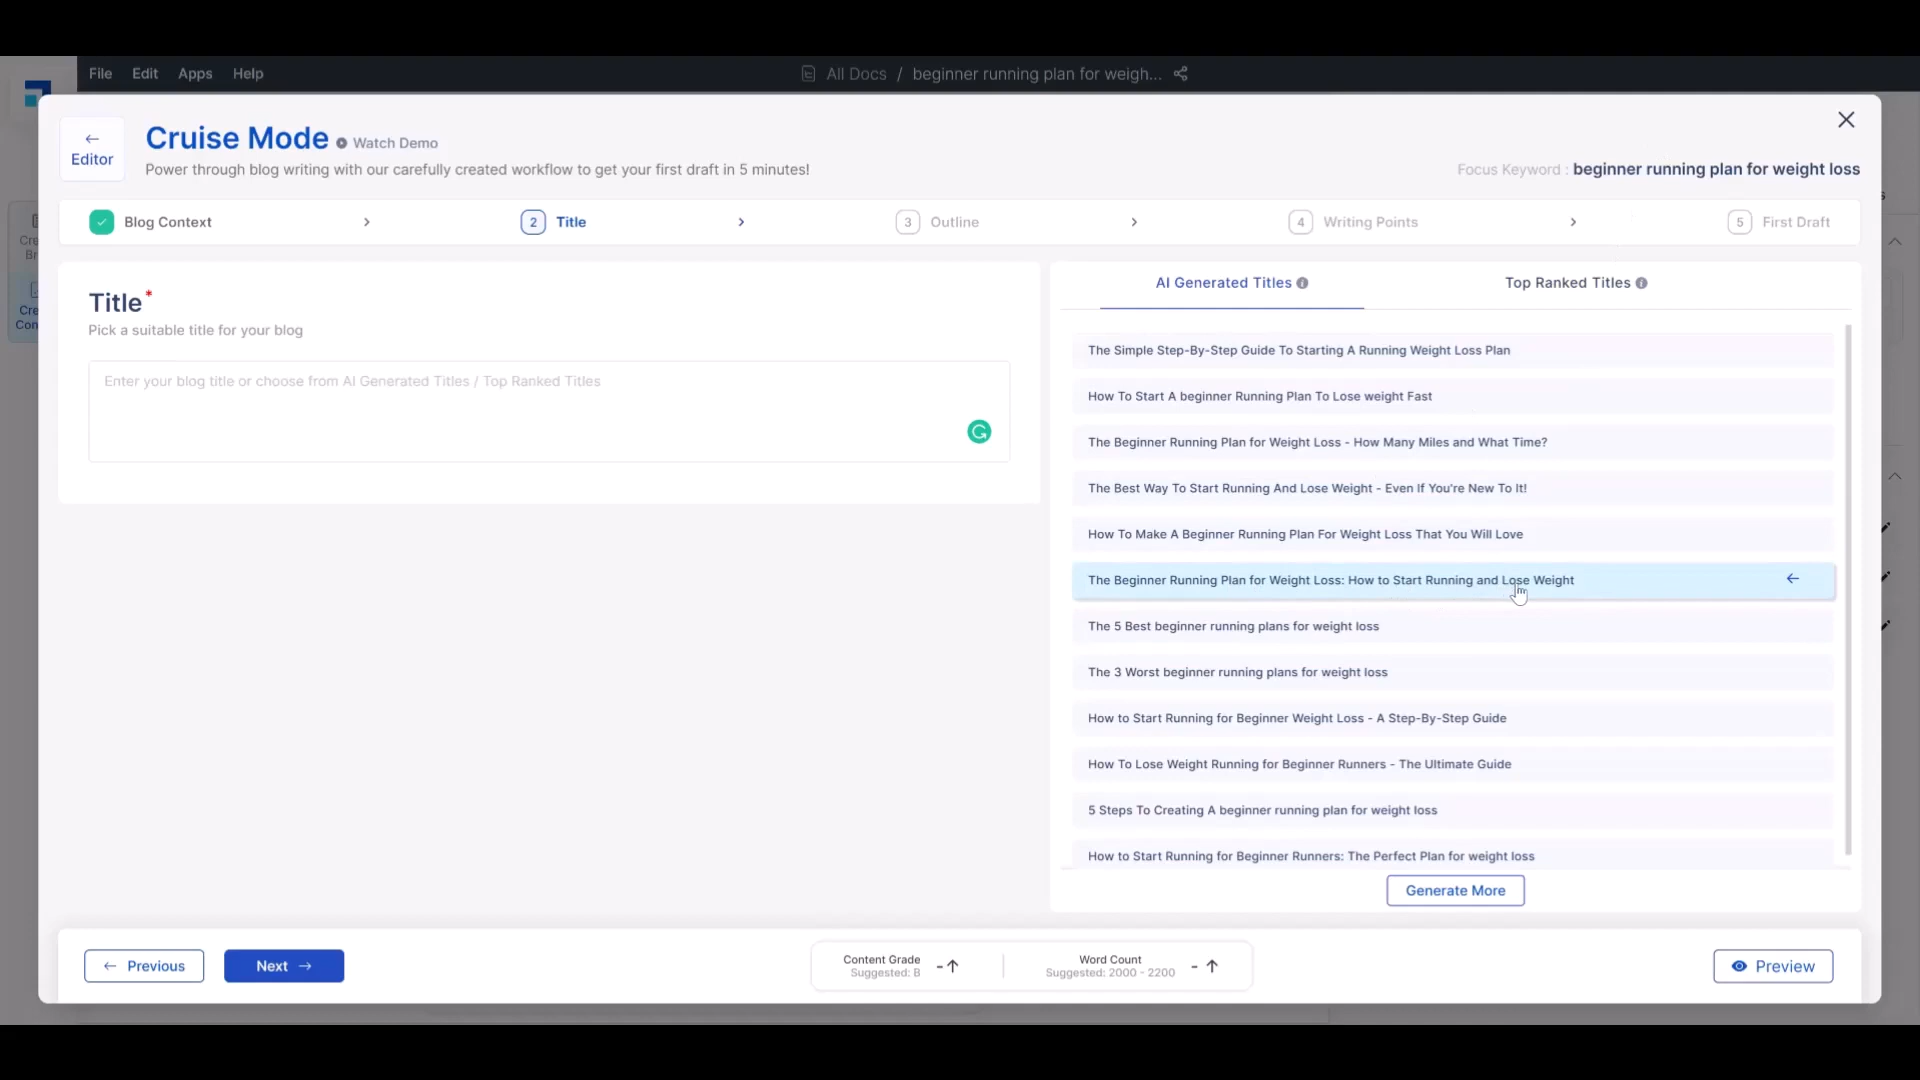 File Edit Apps Help
All Docs / beginner running plan for weigh...
← Editor
Cruise Mode Watch Demo
Power through blog writing with our carefully created workflow to get your first draft in 5 minutes!
Focus Keyword : beginner running plan for weight loss
Blog Context > 2 Title > 3 Outline > 4 Writing Points > 5 First Draft
Title*
Pick a suitable title for your blog
Enter your blog title or choose from AI Generated Titles / Top Ranked Titles
AI Generated Titles Top Ranked Titles
The Simple Step-By-Step Guide To Starting A Running Weight Loss Plan
How To Start A beginner Running Plan To Lose weight Fast
The Beginner Running Plan for Weight Loss - How Many Miles and What Time?
The Best Way To Start Running And Lose Weight - Even If You're New To It!
How To Make A Beginner Running Plan For Weight Loss That You Will Love
The Beginner Running Plan for Weight Loss: How to Start Running and Lose Weight
The 5 Best beginner running plans for weight loss
The 3 Worst beginner running plans for weight loss
How to Start Running for Beginner Weight Loss - A Step-By-Step Guide
How To Lose Weight Running for Beginner Runners - The Ultimate Guide
5 Steps To Creating A beginner running plan for weight loss
How to Start Running for Beginner Runners: The Perfect Plan for weight loss
Generate More
← Previous
Next →
Content Grade
Suggested: B
- ↑
Word Count
Suggested: 2000 - 2200
- ↑
Preview